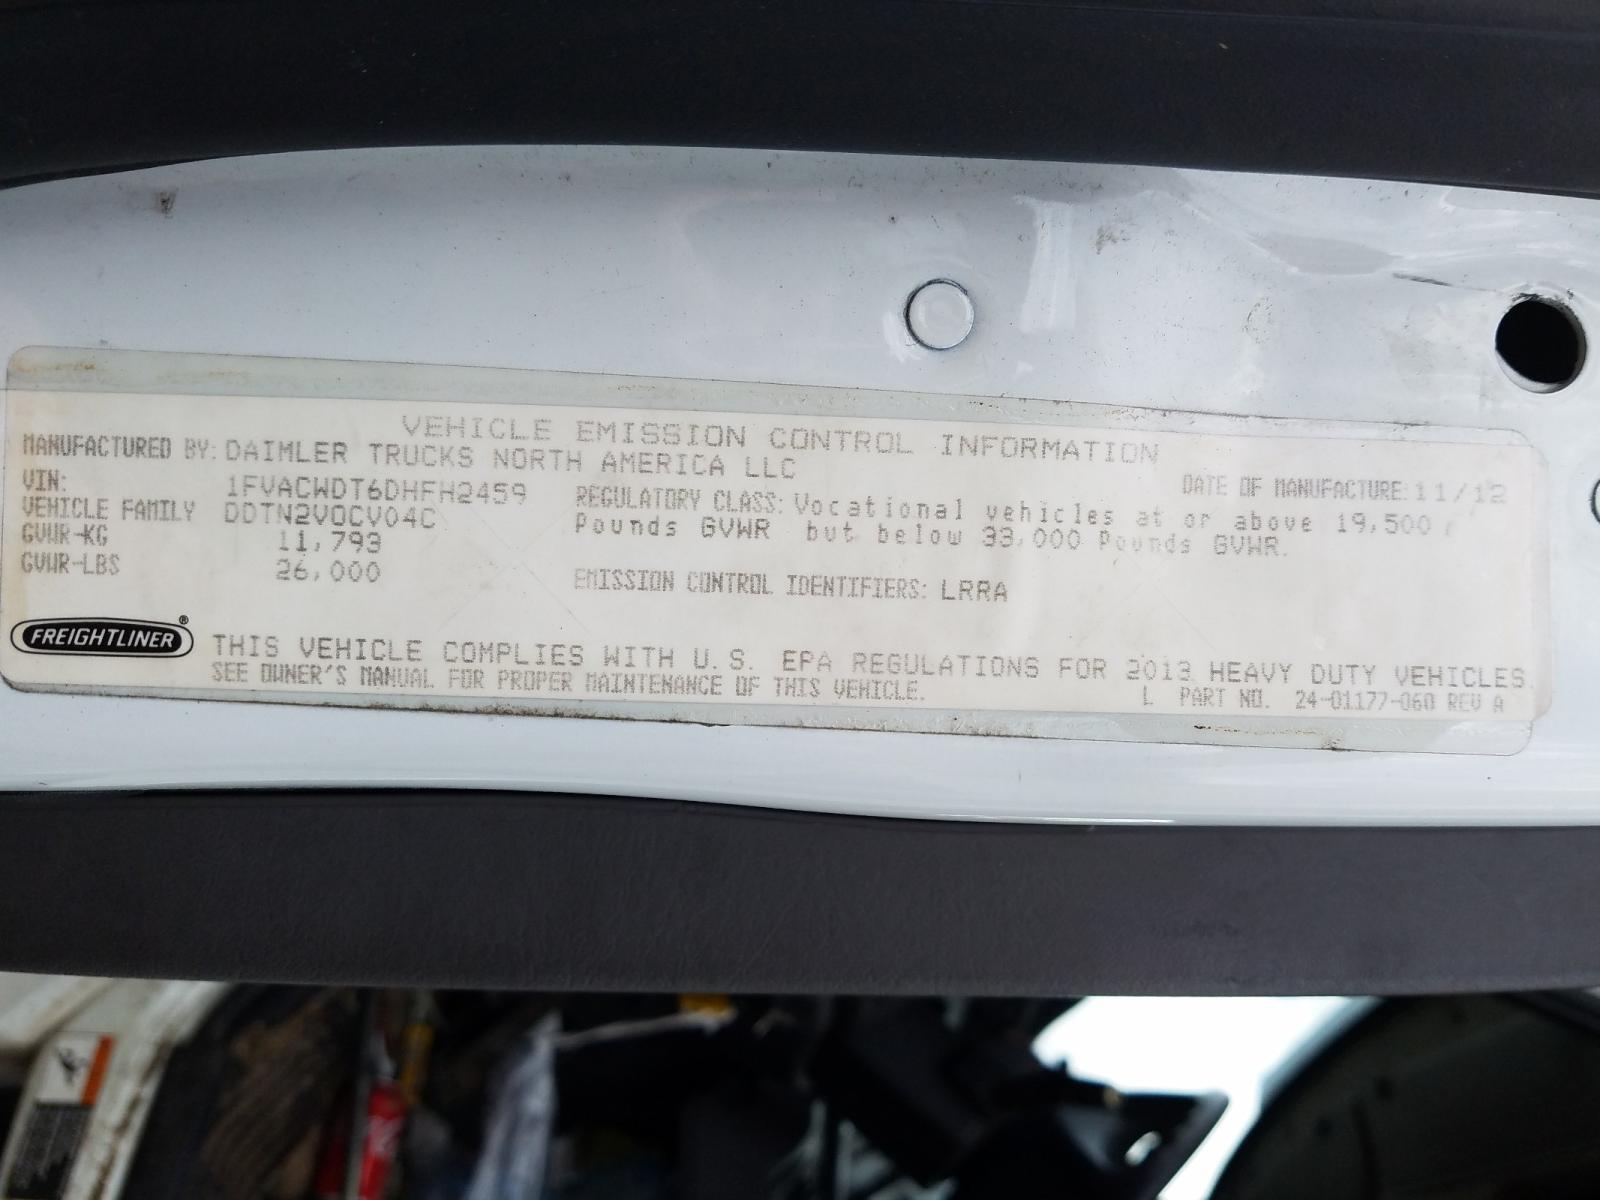 VEHICLE EMISSION CONTROL INFORMATION
MANUFACTURED BY: DAIMLER TRUCKS NORTH AMERICA LLC
DATE OF MANUFACTURE: 11/12
VIN: 1FVACWDT6DHFH2459
VEHICLE FAMILY DDTN2VOCV04C
GVWR-KG 11,793
GVWR-LBS 26,000
REGULATORY CLASS: Vocational vehicles at or above 19,500
Pounds GVWR but below 33,000 Pounds GVWR.
EMISSION CONTROL IDENTIFIERS: LRRA
FREIGHTLINER®
THIS VEHICLE COMPLIES WITH U.S. EPA REGULATIONS FOR 2013 HEAVY DUTY VEHICLES.
SEE OWNER'S MANUAL FOR PROPER MAINTENANCE OF THIS VEHICLE.
L PART NO. 24-01177-060 REV A